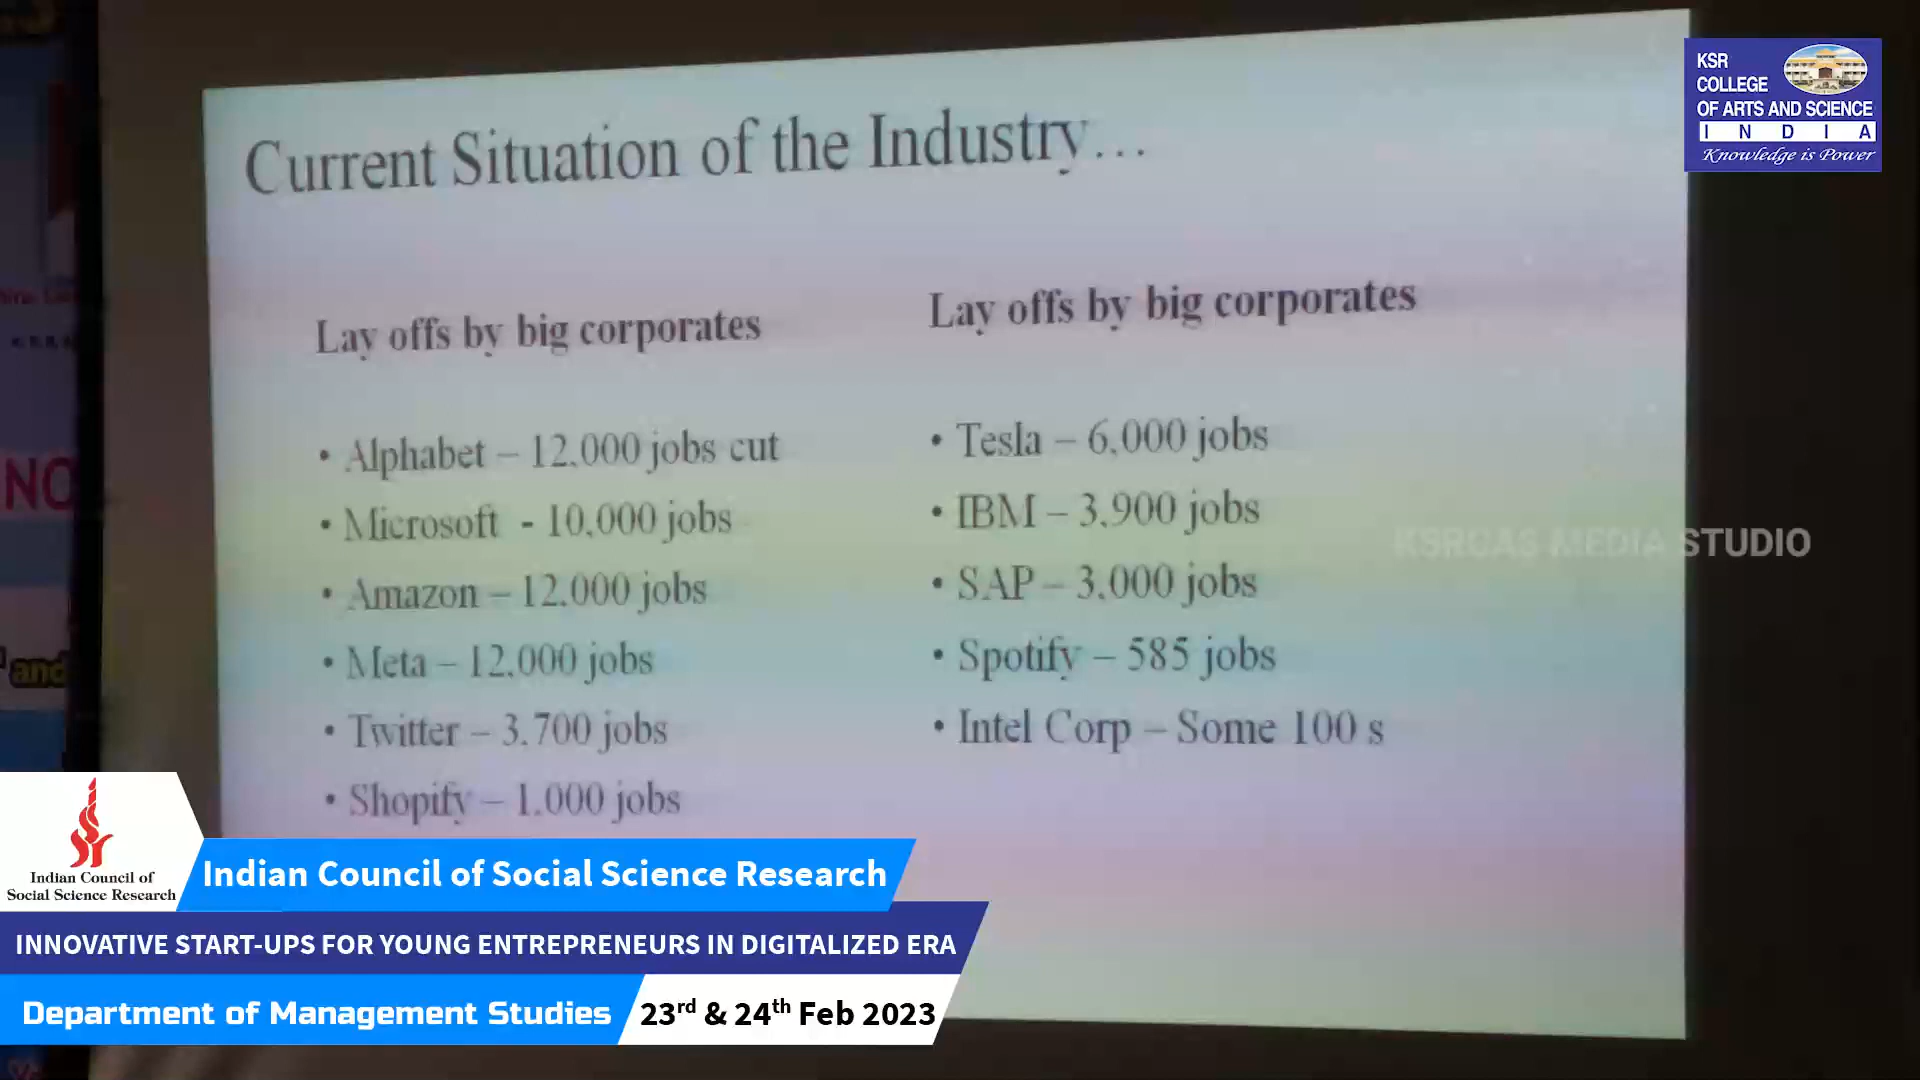 Current Situation of the Industry...
Lay offs by big corporates
• Alphabet – 12,000 jobs cut
• Microsoft - 10,000 jobs
• Amazon – 12,000 jobs
• Meta – 12,000 jobs
• Twitter – 3,700 jobs
• Shopify – 1,000 jobs
Lay offs by big corporates
• Tesla – 6,000 jobs
• IBM – 3,900 jobs
• SAP – 3,000 jobs
• Spotify – 585 jobs
• Intel Corp – Some 100 s
KSR
COLLEGE
OF ARTS AND SCIENCE
INDIA
Knowledge is Power
KSRCAS MEDIA STUDIO
NO
and
Indian Council of
Social Science Research
Indian Council of Social Science Research
INNOVATIVE START-UPS FOR YOUNG ENTREPRENEURS IN DIGITALIZED ERA
Department of Management Studies
23rd & 24th Feb 2023